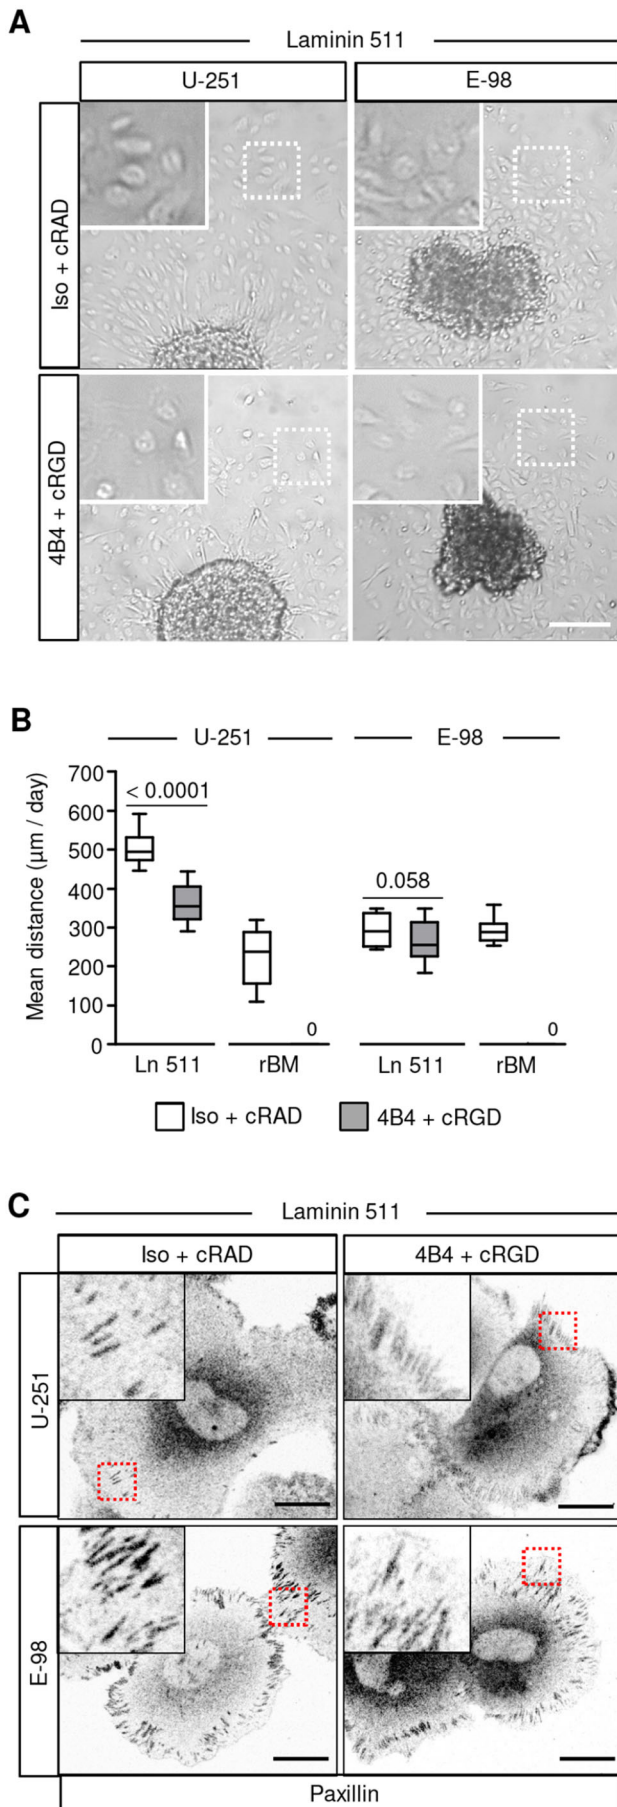 A
Laminin 511
U-251 E-98
Iso + cRAD
4B4 + cRGD
B
U-251 E-98
Mean distance (µm / day)
700
600
500
400
300
200
100
0
< 0.0001
0.058
0
0
Ln 511 rBM Ln 511 rBM
Iso + cRAD 4B4 + cRGD
C
Laminin 511
Iso + cRAD 4B4 + cRGD
U-251
E-98
Paxillin